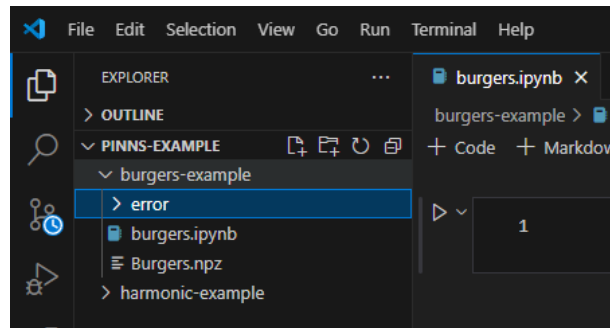 File Edit Selection View Go Run Terminal Help
EXPLORER ...
burgers.ipynb
OUTLINE
burgers-example >
PINNS-EXAMPLE
+ Code + Markdow
burgers-example
error
1
burgers.ipynb
Burgers.npz
harmonic-example